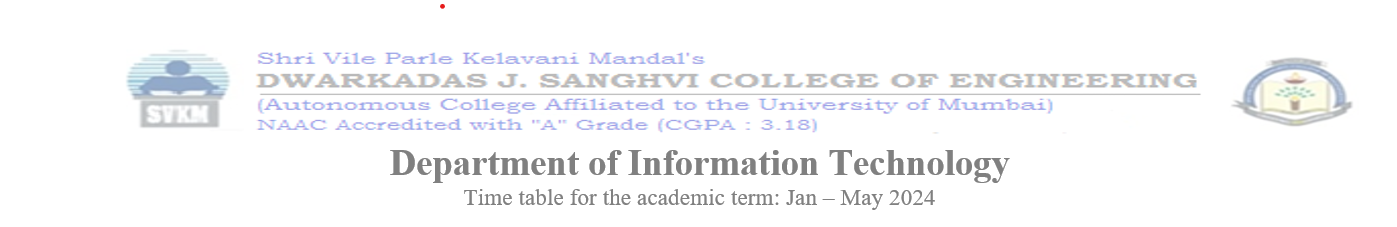 Shri Vile Parle Kelavani Mandal's
DWARKADAS J. SANGHVI COLLEGE OF ENGINEERING
(Autonomous College Affiliated to the University of Mumbai)
NAAC Accredited with "A" Grade (CGPA : 3.18)
SVKM
Department of Information Technology
Time table for the academic term: Jan – May 2024